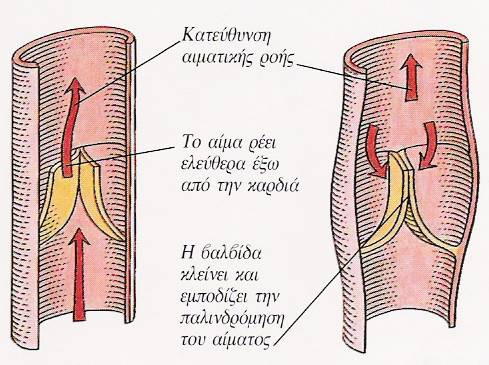 Κατεύθυνση
αιματικής ροής
Το αίμα ρέει
ελεύθερα έξω
από την καρδιά
Η βαλβίδα
κλείνει και
εμποδίζει την
παλινδρόμηση
του αίματος